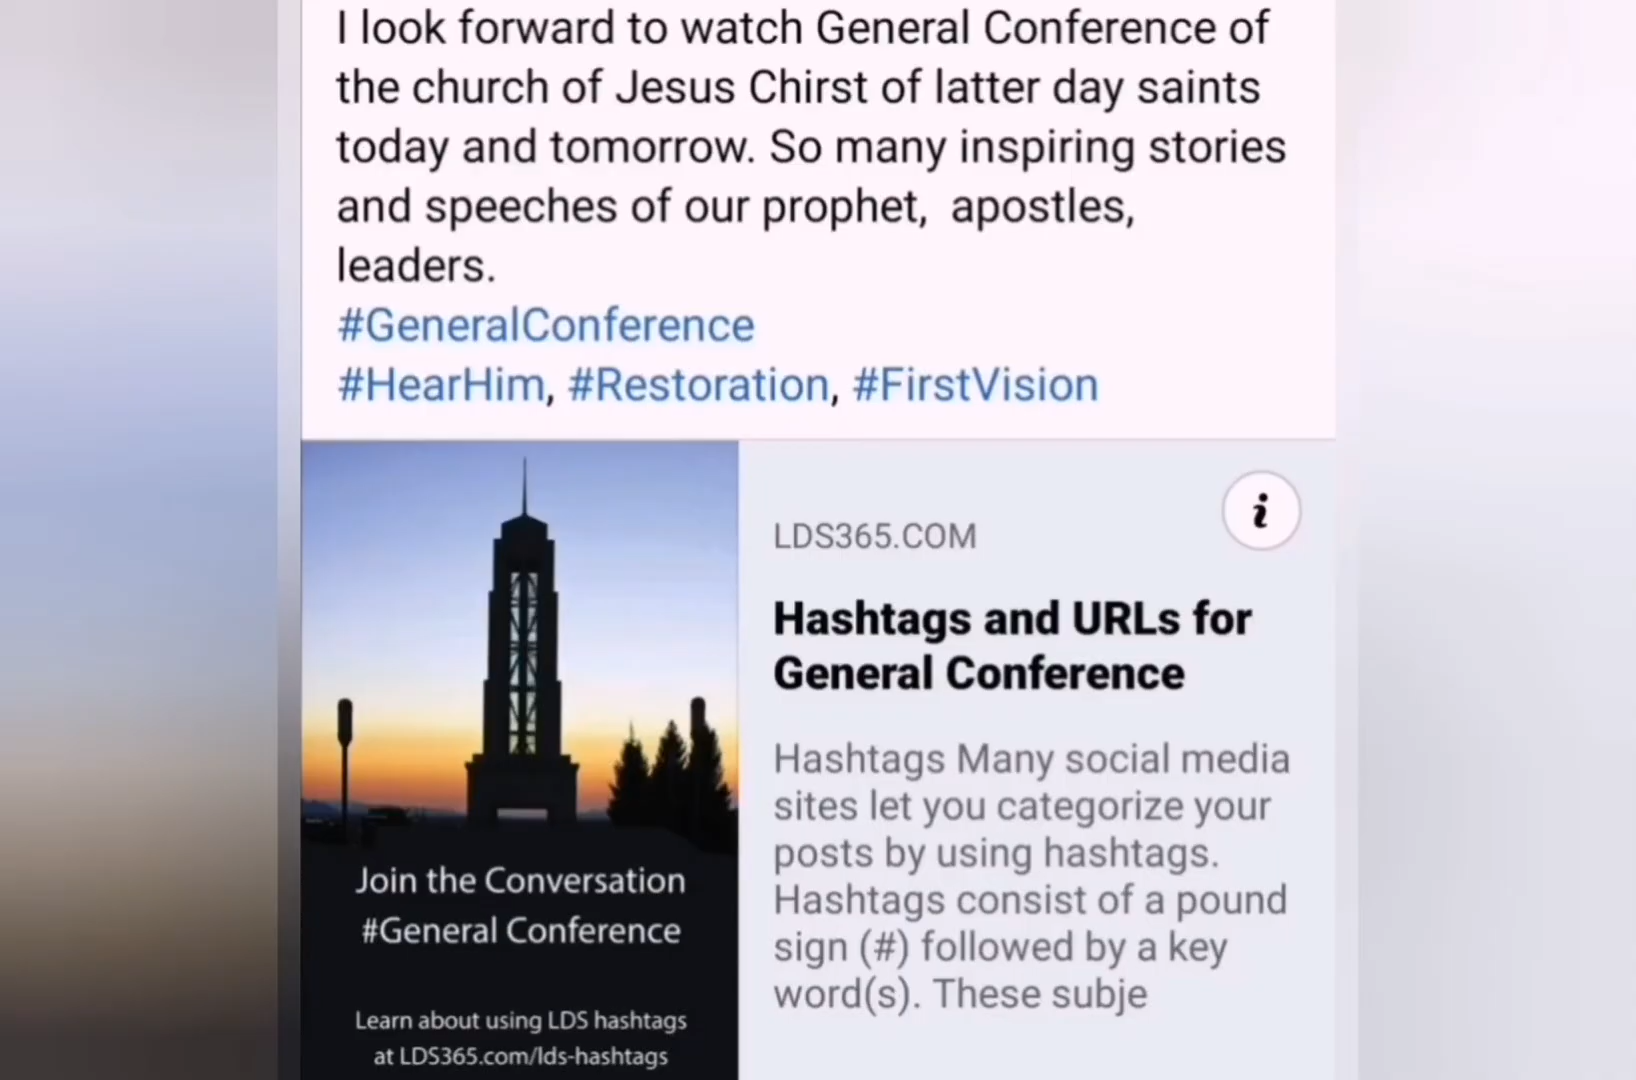 I look forward to watch General Conference of
the church of Jesus Chirst of latter day saints
today and tomorrow. So many inspiring stories
and speeches of our prophet,  apostles,
leaders.
#GeneralConference
#HearHim, #Restoration, #FirstVision
Join the Conversation
#General Conference
Learn about using LDS hashtags
at LDS365.com/lds-hashtags
i
LDS365.COM
Hashtags and URLs for
General Conference
Hashtags Many social media
sites let you categorize your
posts by using hashtags.
Hashtags consist of a pound
sign (#) followed by a key
word(s). These subje